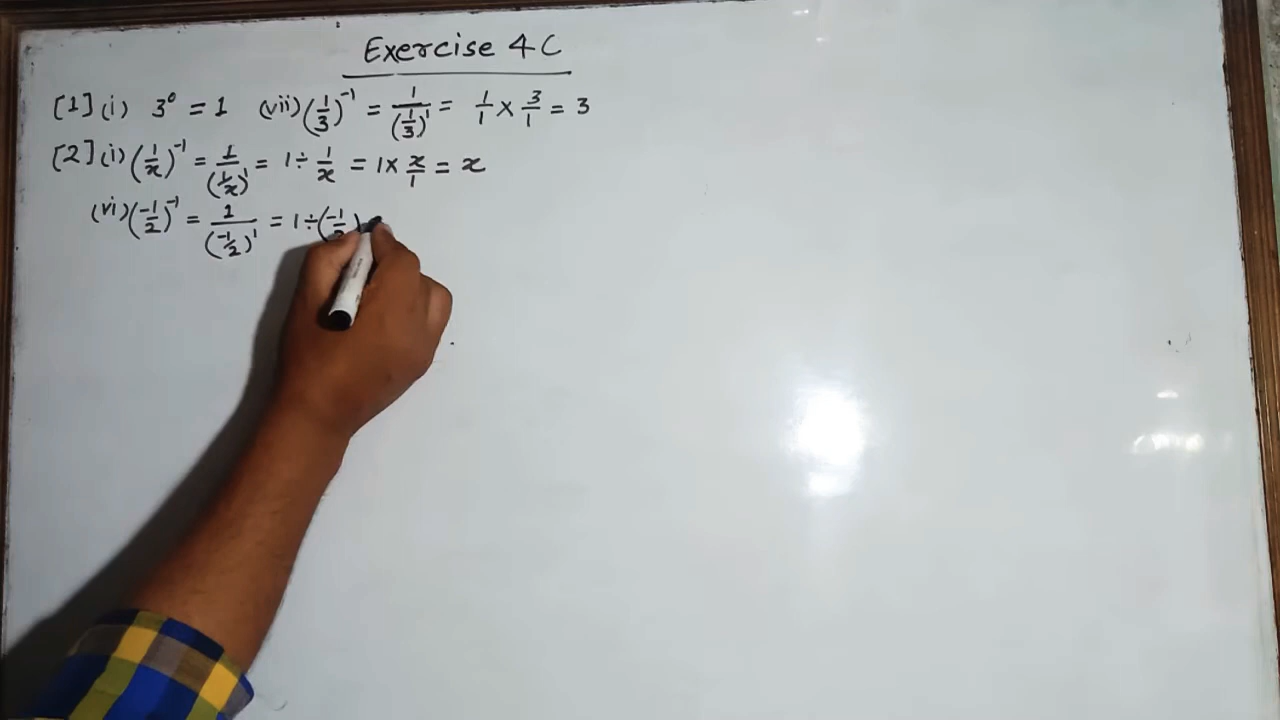 Exercise 4C
[1] (i) 3⁰ = 1 (vii) (1/3)⁻¹ = 1/(1/3)¹ = 1/1 × 3/1 = 3
[2] (i) (1/x)⁻¹ = 1/(1/x)¹ = 1 ÷ 1/x = 1 × x/1 = x
(vi) (-1/2)⁻¹ = 1/(-1/2)¹ = 1 ÷ (-1/2)